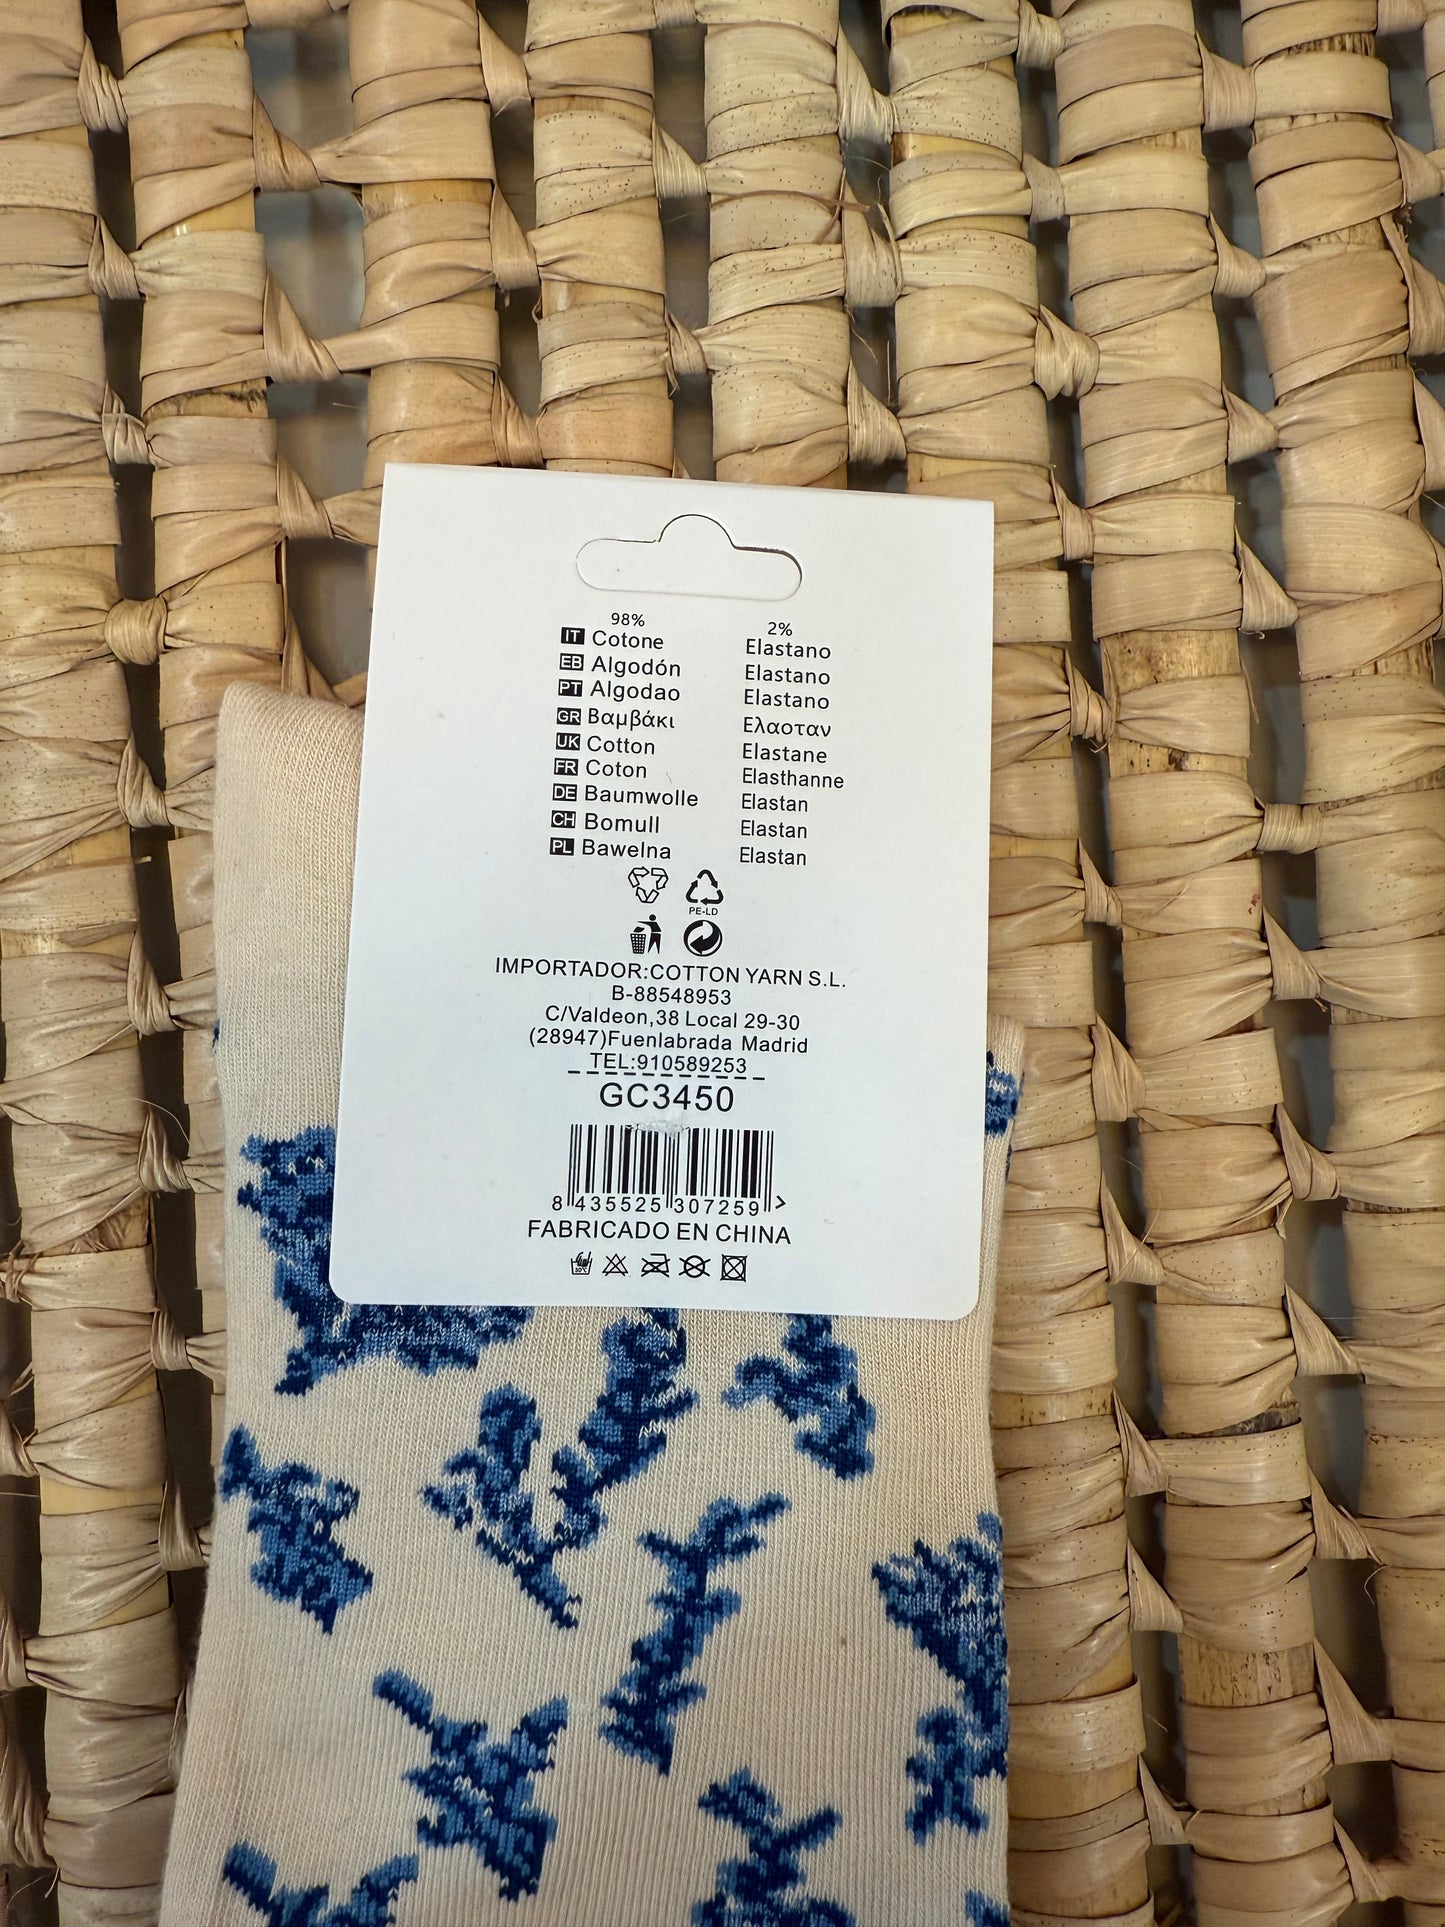 98% 2%
IT Cotone Elastano
EB Algodón Elastano
PT Algodao Elastano
GR Βαμβάκι Ελαοταν
UK Cotton Elastane
FR Coton Elasthanne
DE Baumwolle Elastan
CH Bomull Elastan
PL Bawelna Elastan
PE-LD
IMPORTADOR:COTTON YARN S.L.
B-88548953
C/Valdeon,38 Local 29-30
(28947)Fuenlabrada Madrid
TEL:910589253
GC3450
8 435525 307259 >
FABRICADO EN CHINA
30°C